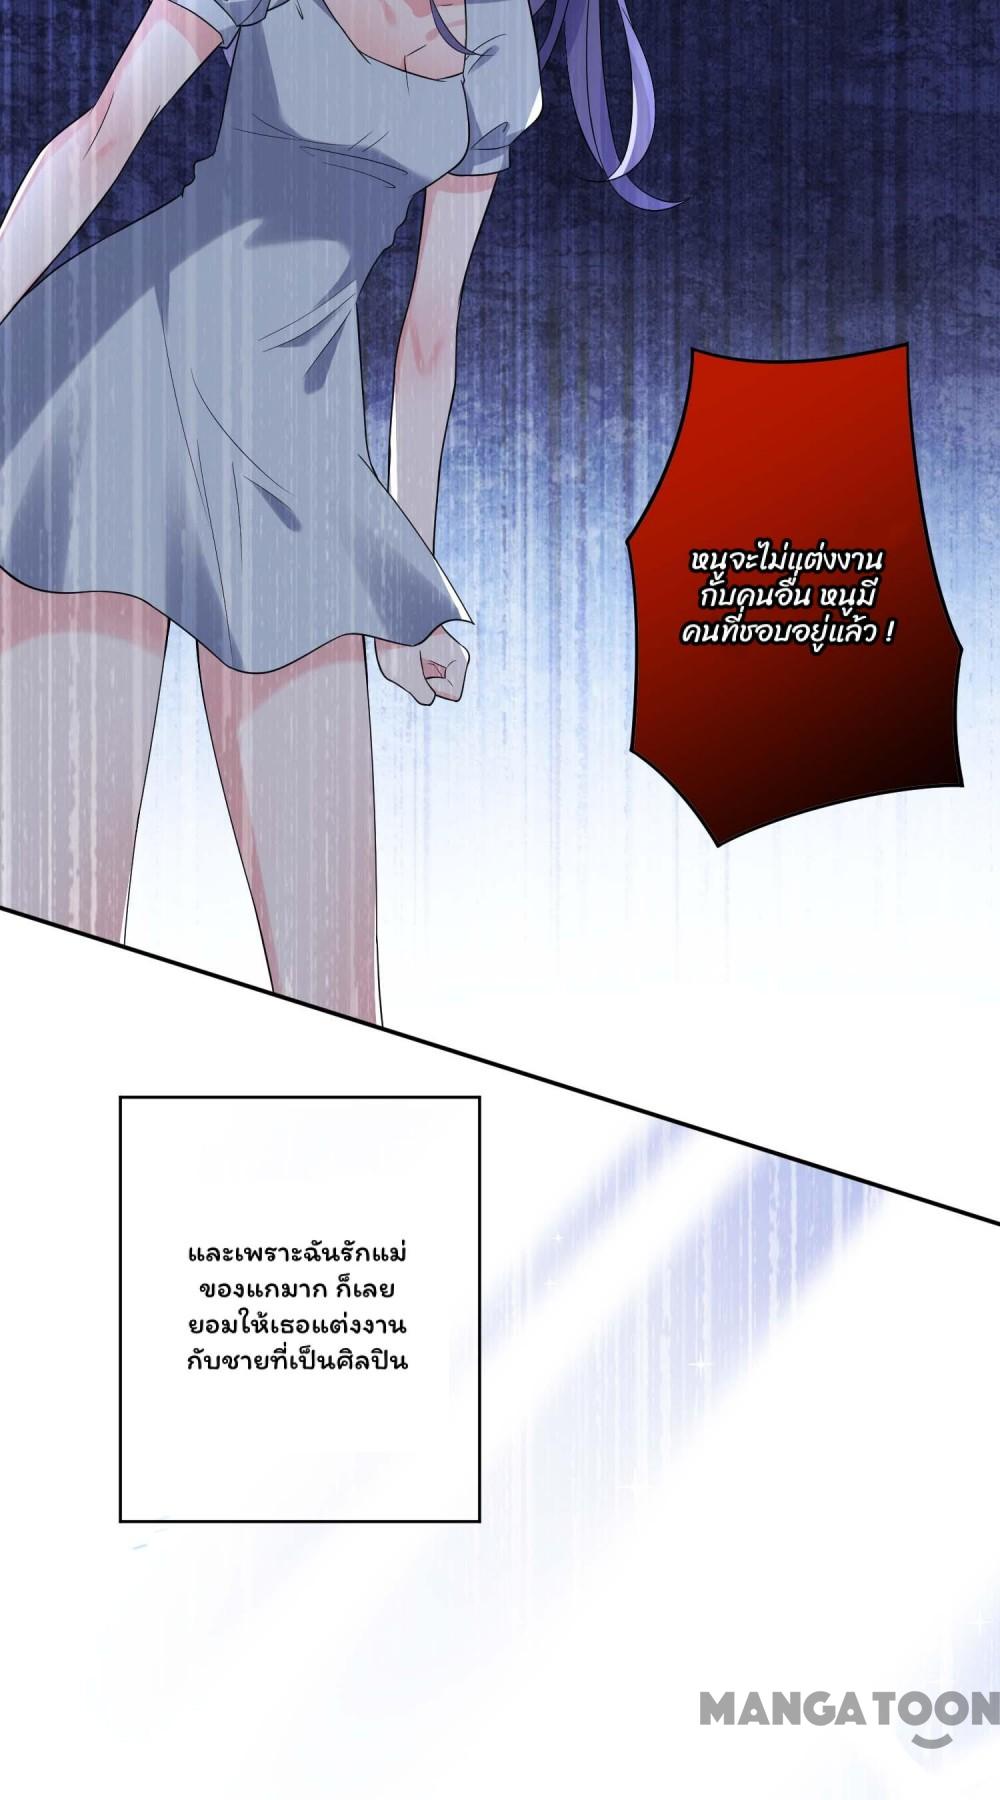 หนูจะไม่แต่งงาน
กับคนอื่น หนูมี
คนที่ชอบอยู่แล้ว !
และเพราะฉันรักแม่
ของแกมาก ก็เลย
ยอมให้เธอแต่งงาน
กับชายที่เป็นศิลปิน
MANGATOON